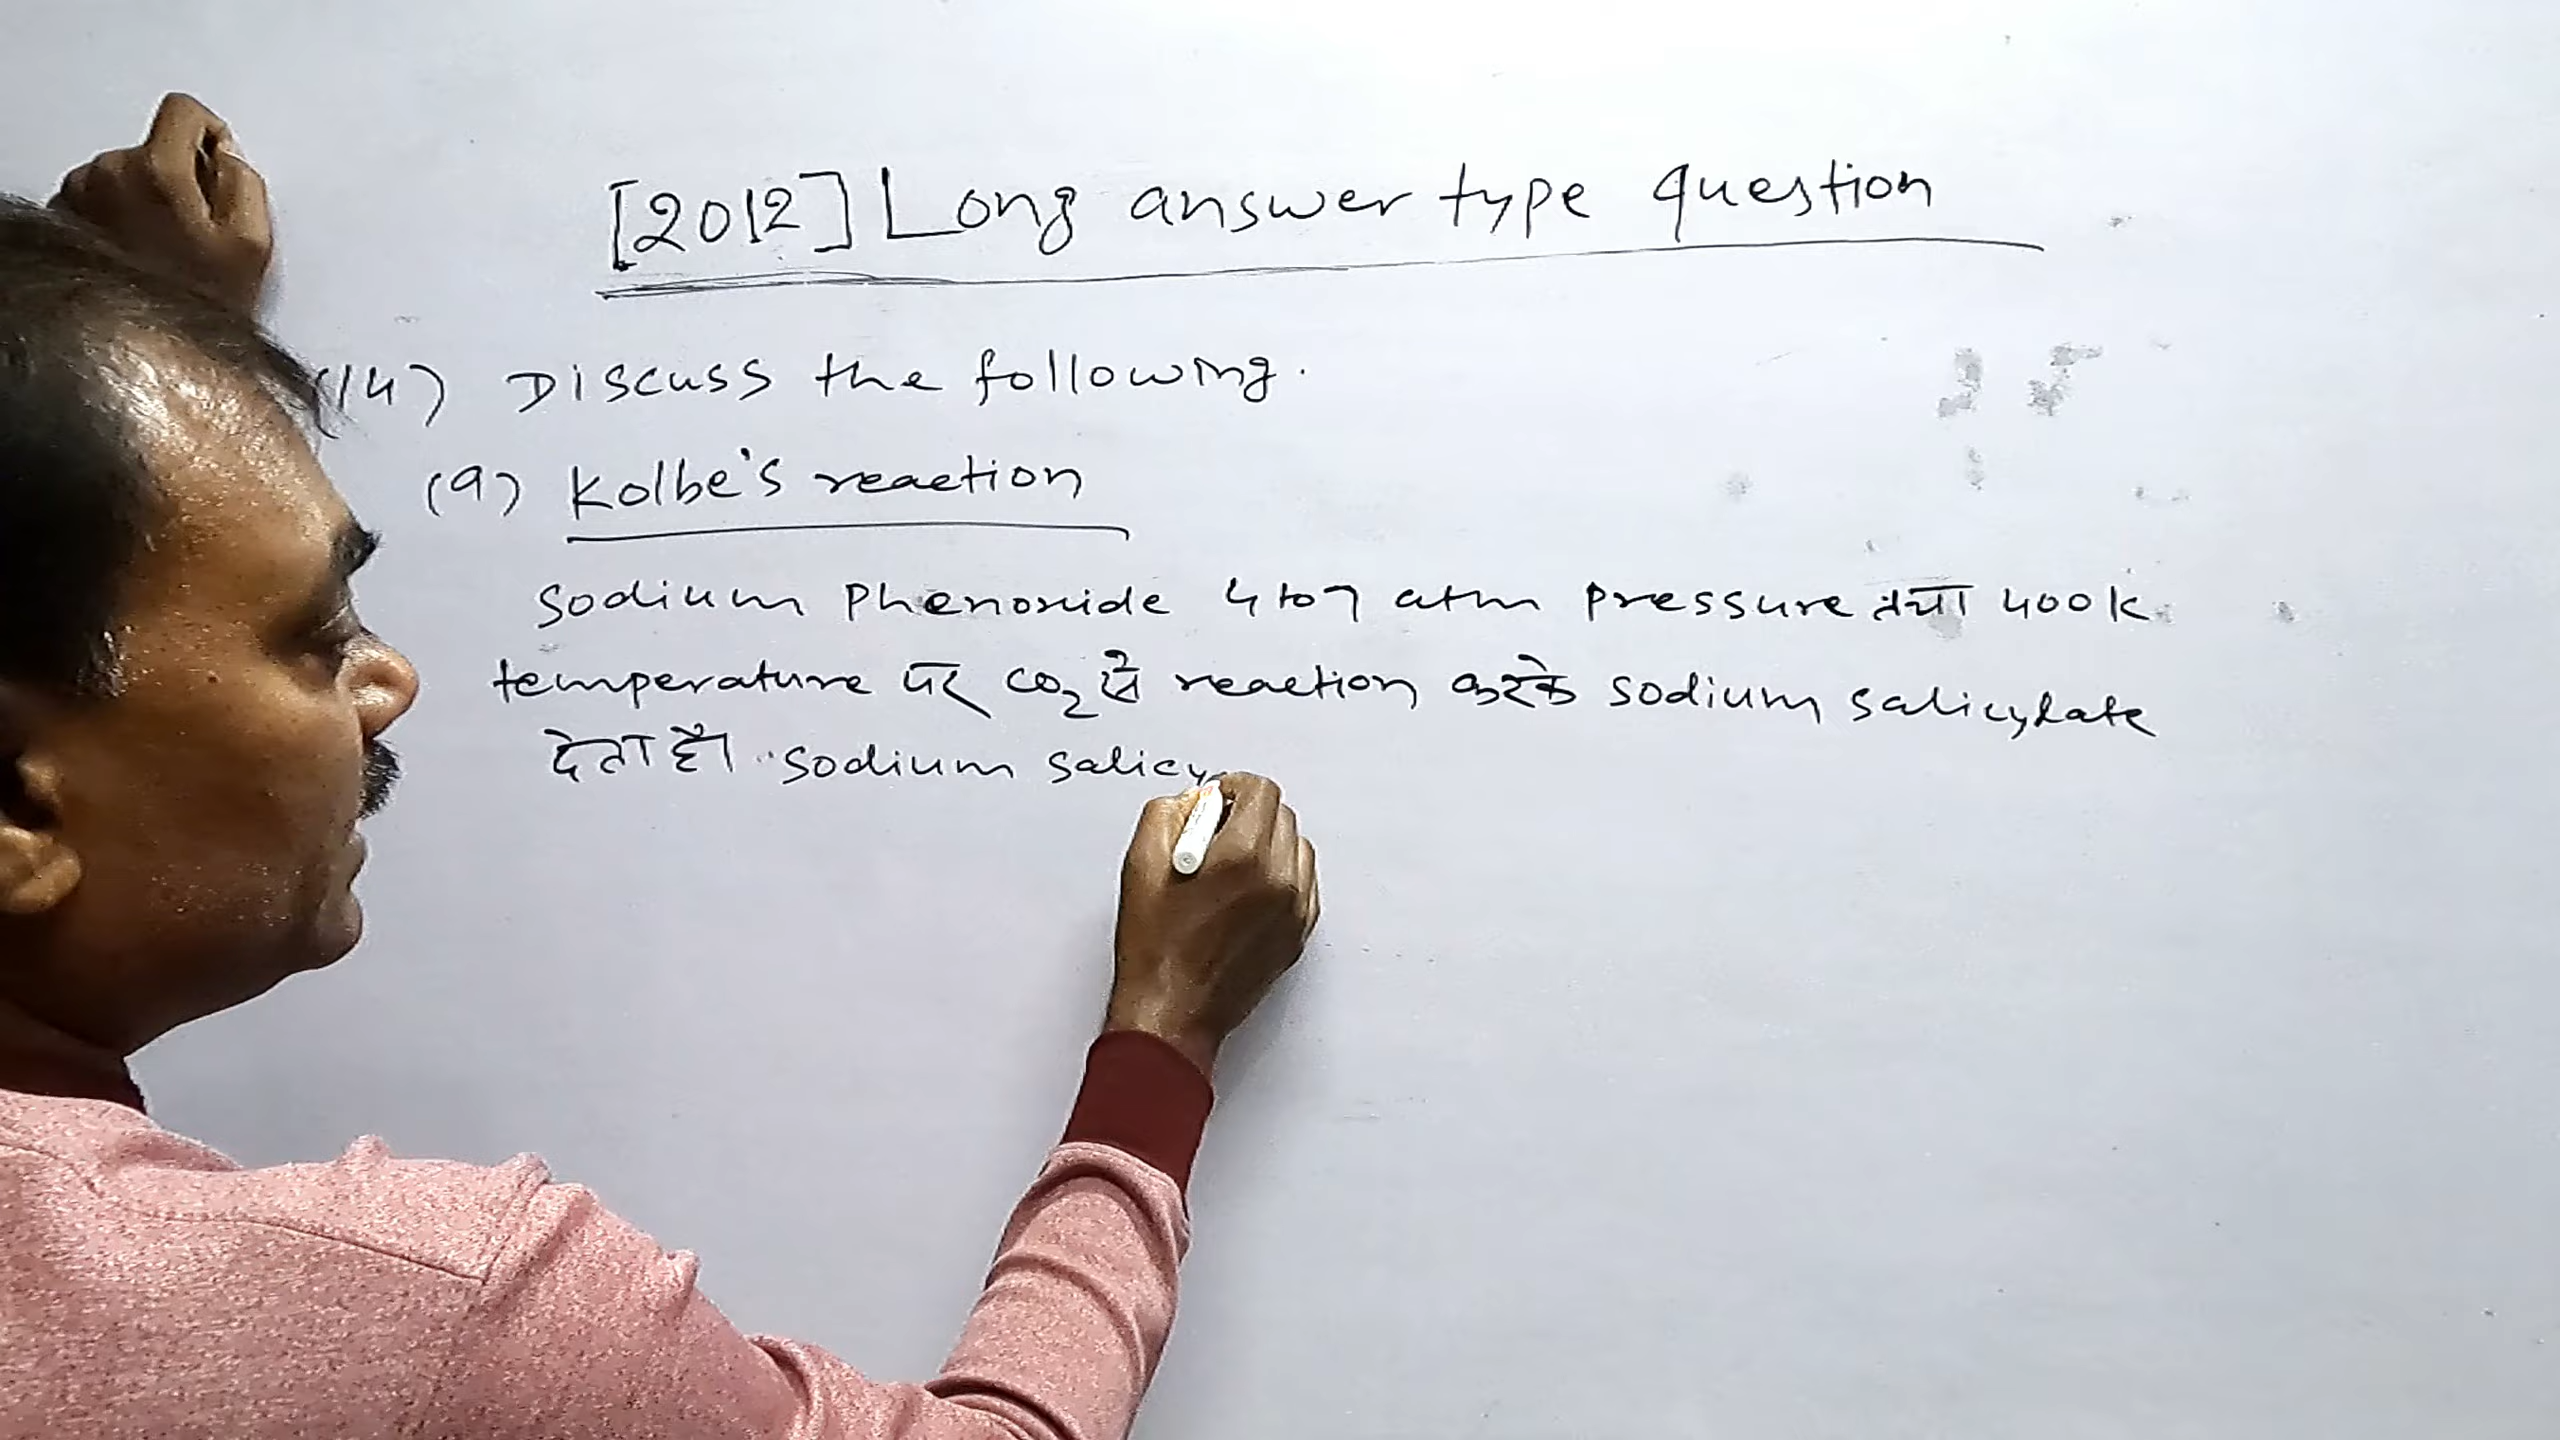 [2012] Long answer type question
(14) Discuss the following.
(a) Kolbe's reaction
Sodium Phenoxide 4 to 7 atm Pressure तथा 400K
temperature पर CO2 से reaction करके sodium salicylate
देता है। sodium salicy